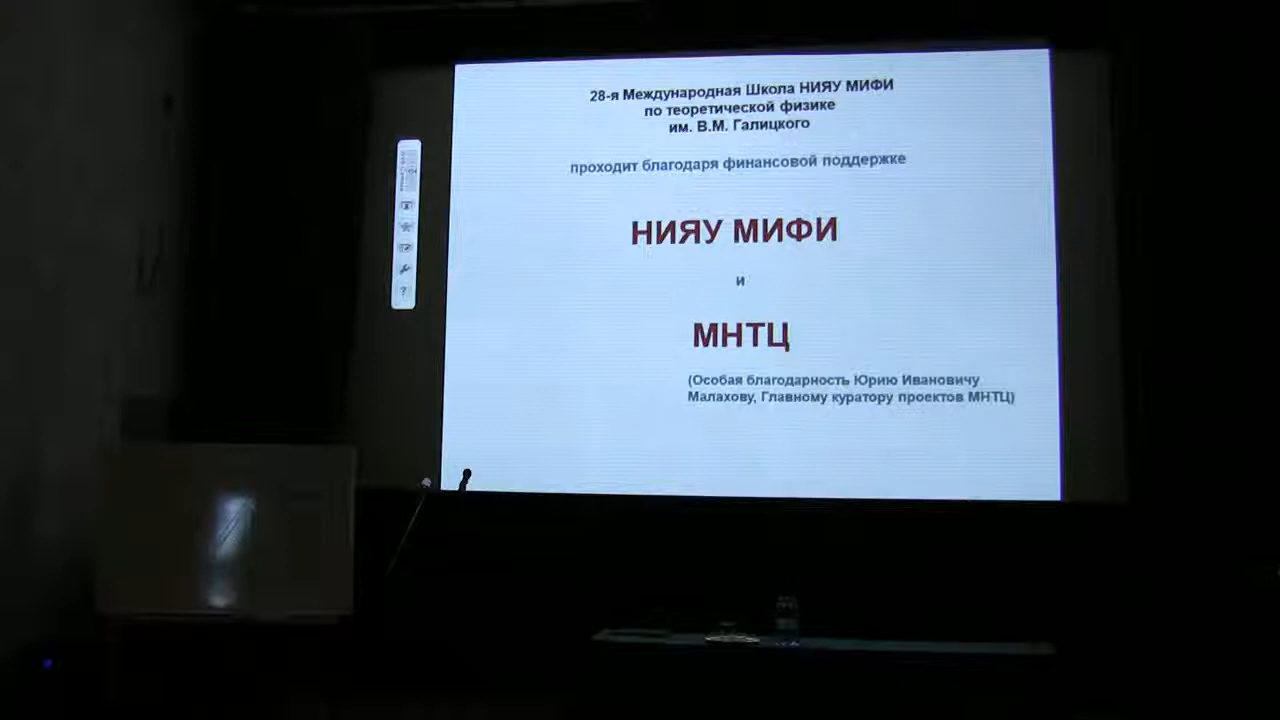 28-я Международная Школа НИЯУ МИФИ
по теоретической физике
им. В.М. Галицкого
проходит благодаря финансовой поддержке
НИЯУ МИФИ
и
МНТЦ
(Особая благодарность Юрию Ивановичу
Малахову, Главному куратору проектов МНТЦ)
?